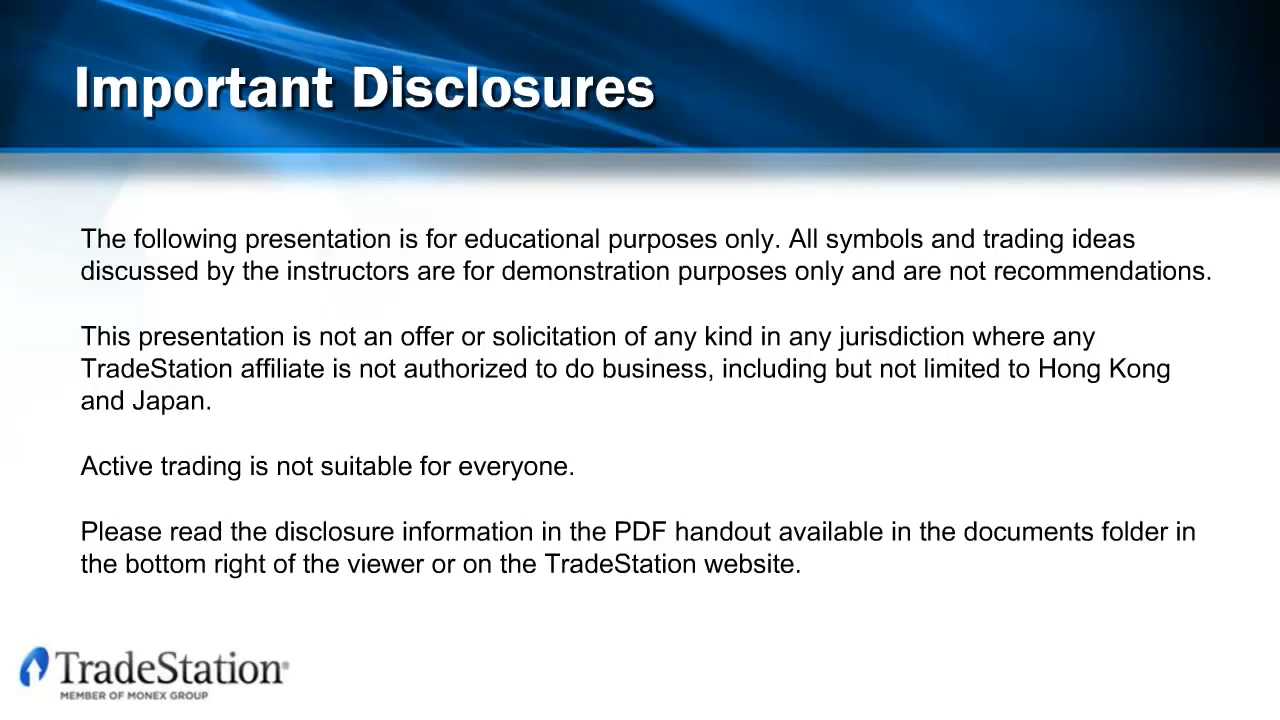 Important Disclosures
The following presentation is for educational purposes only. All symbols and trading ideas
discussed by the instructors are for demonstration purposes only and are not recommendations.
This presentation is not an offer or solicitation of any kind in any jurisdiction where any
TradeStation affiliate is not authorized to do business, including but not limited to Hong Kong
and Japan.
Active trading is not suitable for everyone.
Please read the disclosure information in the PDF handout available in the documents folder in
the bottom right of the viewer or on the TradeStation website.
TradeStation®
MEMBER OF MONEX GROUP